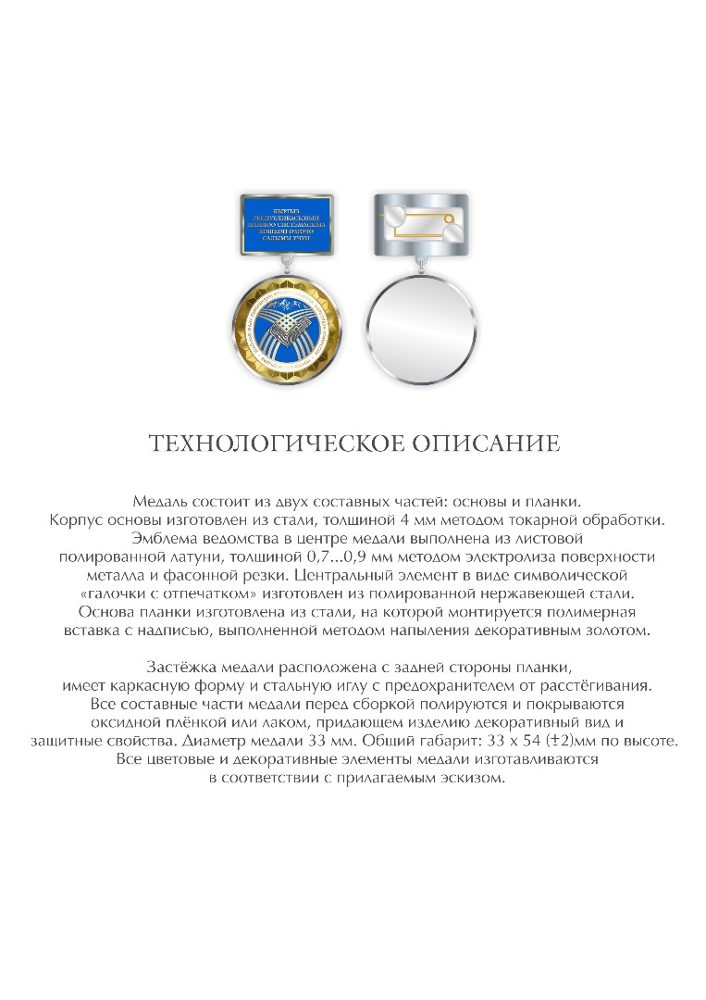 КЫРГЫЗ
РЕСПУБЛИКАСЫНЫН
ШАЙЛОО СИСТЕМАСЫНА
КОШКОН ӨЗГӨЧӨ
САЛЫМЫ ҮЧҮН
ТЕХНОЛОГИЧЕСКОЕ ОПИСАНИЕ
Медаль состоит из двух составных частей: основы и планки.
Корпус основы изготовлен из стали, толщиной 4 мм методом токарной обработки.
Эмблема ведомства в центре медали выполнена из листовой
полированной латуни, толщиной 0,7...0,9 мм методом электролиза поверхности
металла и фасонной резки. Центральный элемент в виде символической
«галочки с отпечатком» изготовлен из полированной нержавеющей стали.
Основа планки изготовлена из стали, на которой монтируется полимерная
вставка с надписью, выполненной методом напыления декоративным золотом.
Застёжка медали расположена с задней стороны планки,
имеет каркасную форму и стальную иглу с предохранителем от расстёгивания.
Все составные части медали перед сборкой полируются и покрываются
оксидной плёнкой или лаком, придающем изделию декоративный вид и
защитные свойства. Диаметр медали 33 мм. Общий габарит: 33 х 54 (±2)мм по высоте.
Все цветовые и декоративные элементы медали изготавливаются
в соответствии с прилагаемым эскизом.